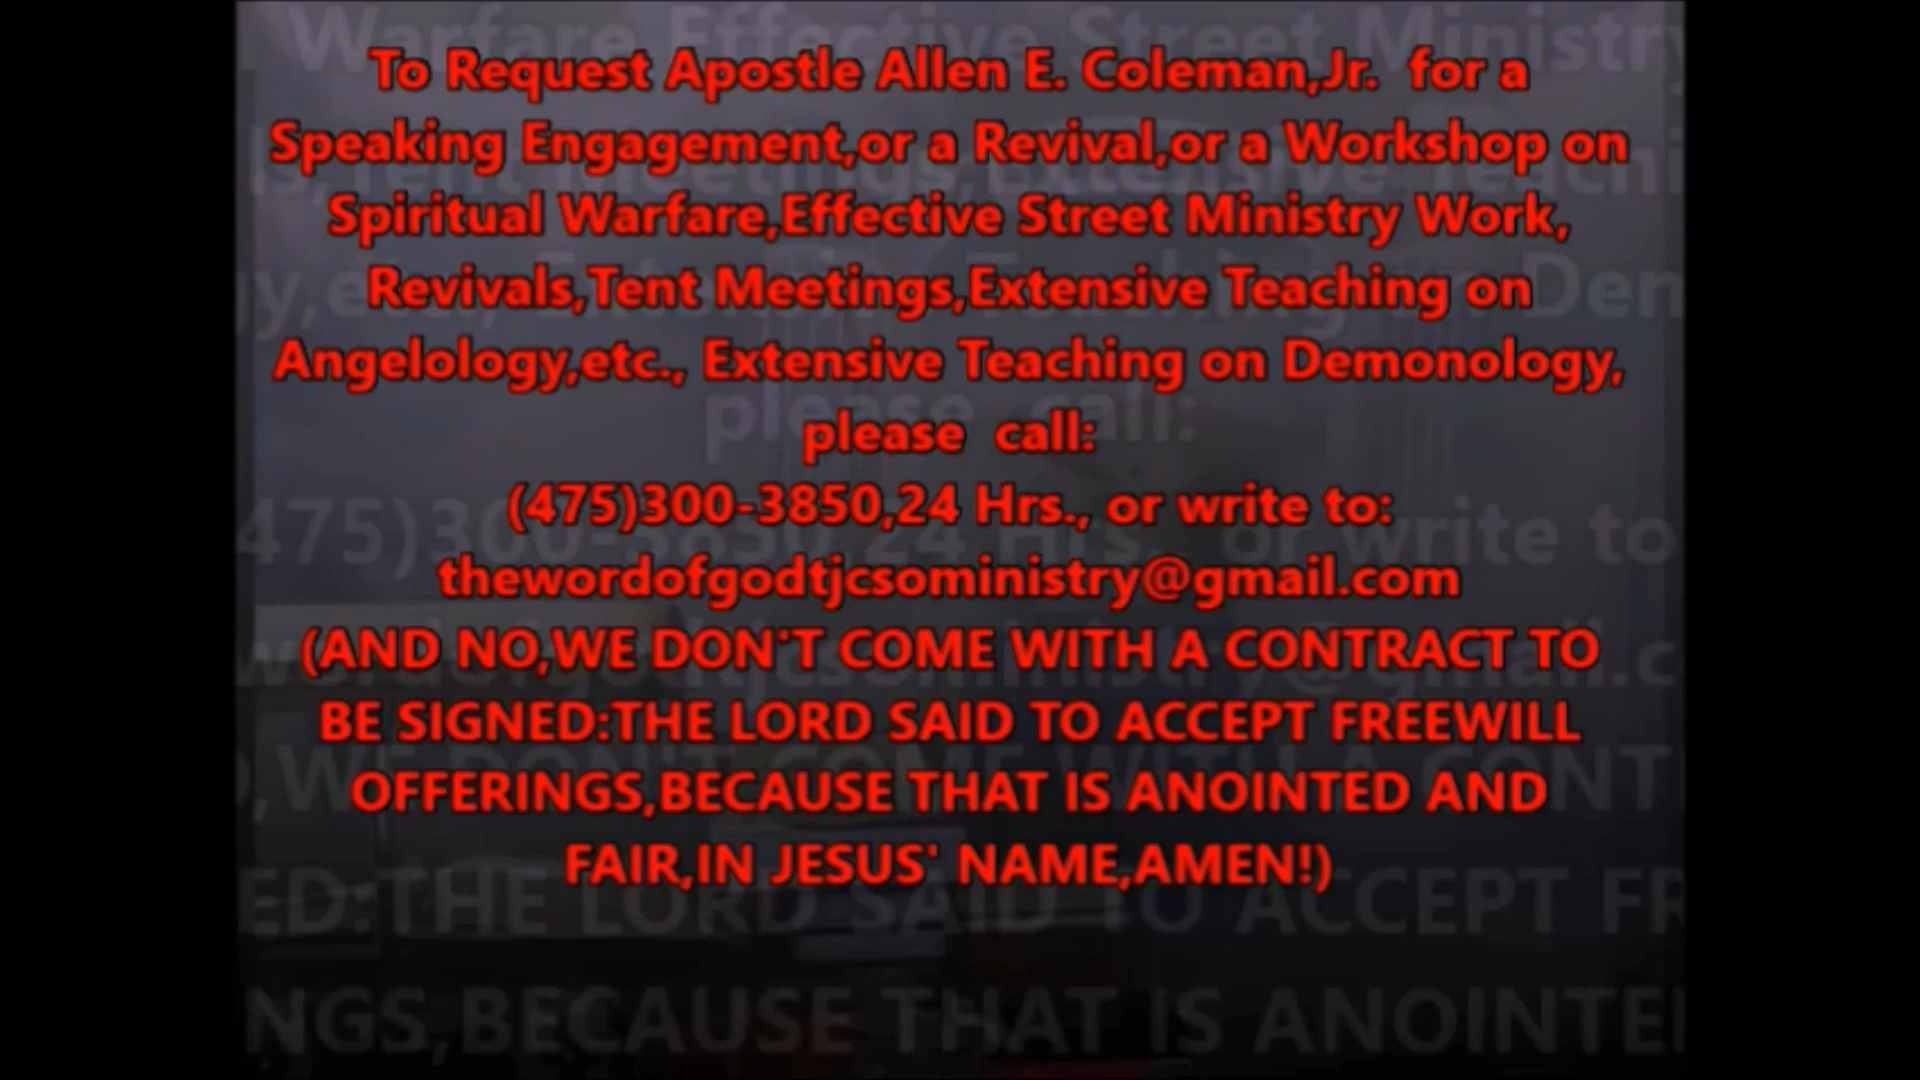 To Request Apostle Allen E. Coleman,Jr.  for a
Speaking Engagement,or a Revival,or a Workshop on
Spiritual Warfare,Effective Street Ministry Work,
Revivals,Tent Meetings,Extensive Teaching on
Angelology,etc., Extensive Teaching on Demonology,
please  call:
(475)300-3850,24 Hrs., or write to:
thewordofgodtjcsoministry@gmail.com
(AND NO,WE DON'T COME WITH A CONTRACT TO
BE SIGNED:THE LORD SAID TO ACCEPT FREEWILL
OFFERINGS,BECAUSE THAT IS ANOINTED AND
FAIR,IN JESUS' NAME,AMEN!)